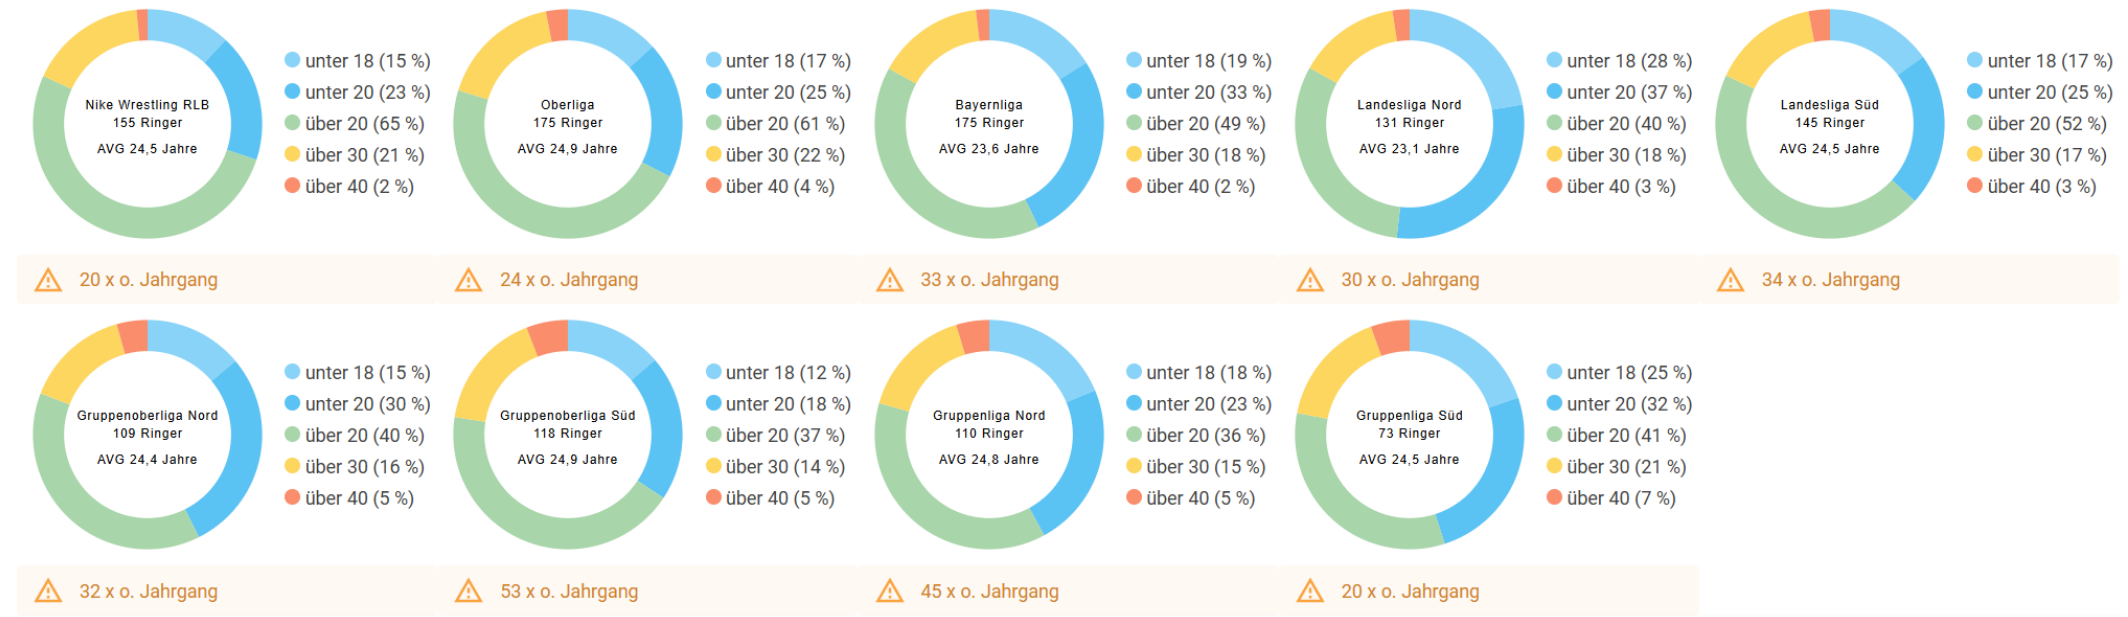 Nike Wrestling RLB
155 Ringer
AVG 24,5 Jahre
unter 18 (15 %)
unter 20 (23 %)
über 20 (65 %)
über 30 (21 %)
über 40 (2 %)
Oberliga
175 Ringer
AVG 24,9 Jahre
unter 18 (17 %)
unter 20 (25 %)
über 20 (61 %)
über 30 (22 %)
über 40 (4 %)
Bayernliga
175 Ringer
AVG 23,6 Jahre
unter 18 (19 %)
unter 20 (33 %)
über 20 (49 %)
über 30 (18 %)
über 40 (2 %)
Landesliga Nord
131 Ringer
AVG 23,1 Jahre
unter 18 (28 %)
unter 20 (37 %)
über 20 (40 %)
über 30 (18 %)
über 40 (3 %)
Landesliga Süd
145 Ringer
AVG 24,5 Jahre
unter 18 (17 %)
unter 20 (25 %)
über 20 (52 %)
über 30 (17 %)
über 40 (3 %)
20 x o. Jahrgang
24 x o. Jahrgang
33 x o. Jahrgang
30 x o. Jahrgang
34 x o. Jahrgang
Gruppenoberliga Nord
109 Ringer
AVG 24,4 Jahre
unter 18 (15 %)
unter 20 (30 %)
über 20 (40 %)
über 30 (16 %)
über 40 (5 %)
Gruppenoberliga Süd
118 Ringer
AVG 24,9 Jahre
unter 18 (12 %)
unter 20 (18 %)
über 20 (37 %)
über 30 (14 %)
über 40 (5 %)
Gruppenliga Nord
110 Ringer
AVG 24,8 Jahre
unter 18 (18 %)
unter 20 (23 %)
über 20 (36 %)
über 30 (15 %)
über 40 (5 %)
Gruppenliga Süd
73 Ringer
AVG 24,5 Jahre
unter 18 (25 %)
unter 20 (32 %)
über 20 (41 %)
über 30 (21 %)
über 40 (7 %)
32 x o. Jahrgang
53 x o. Jahrgang
45 x o. Jahrgang
20 x o. Jahrgang